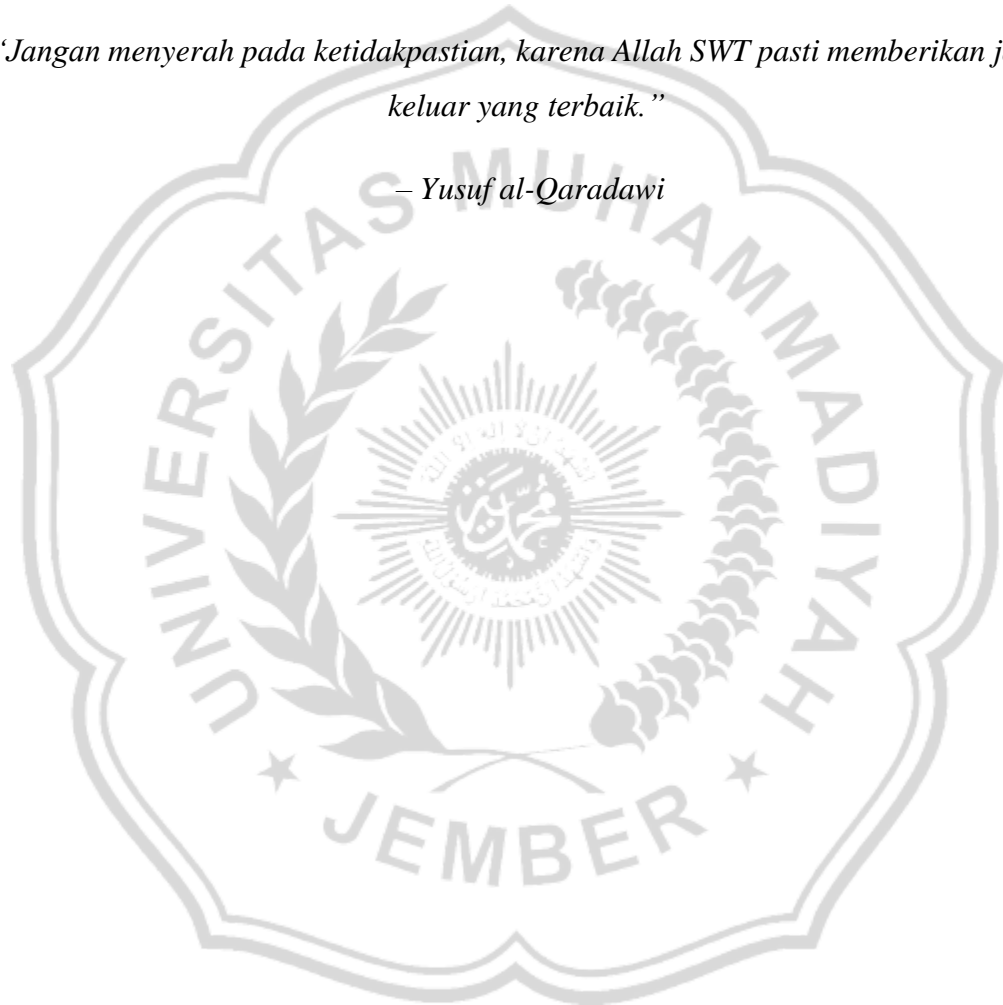 ‘Jangan menyerah pada ketidakpastian, karena Allah SWT pasti memberikan
keluar yang terbaik.”
– Yusuf al-Qaradawi
UNIVERSITAS MUHAMMADIYAH
JEMBER